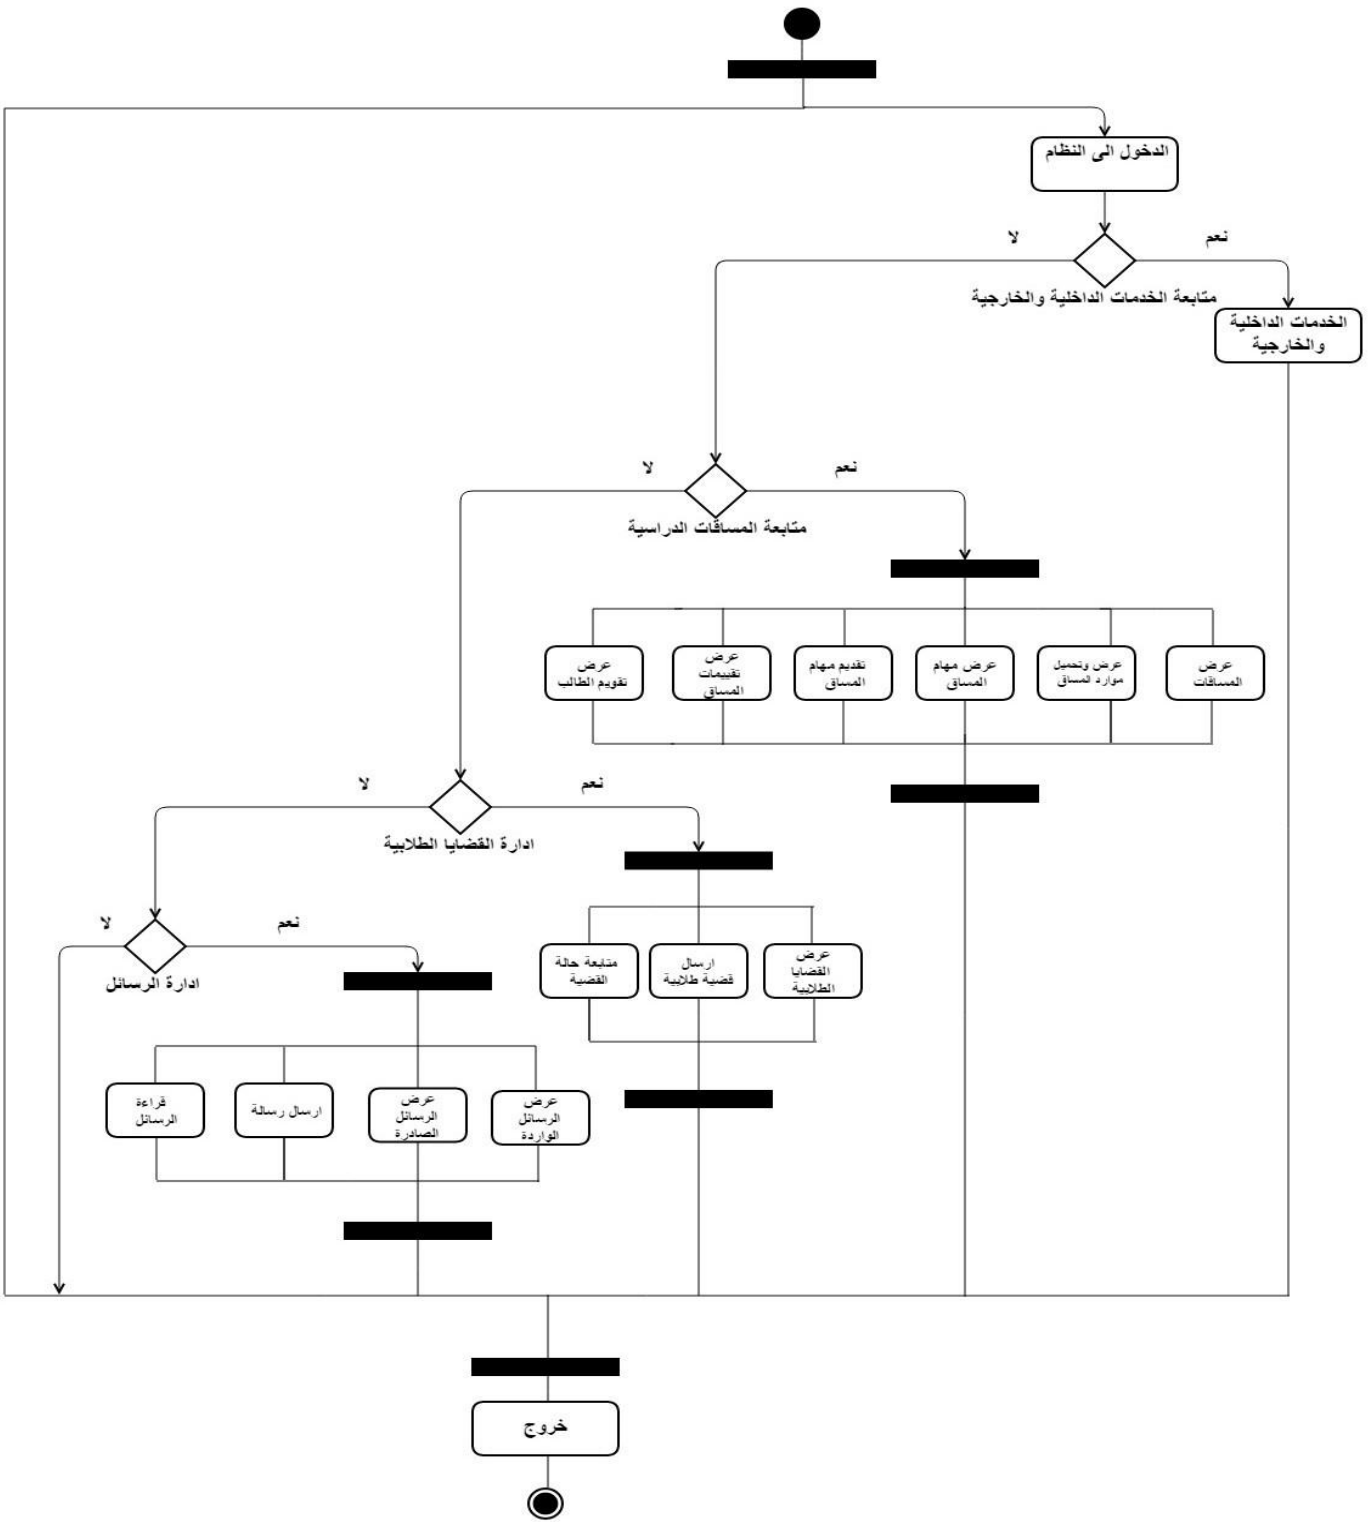 الدخول الى النظام
نعم
لا
متابعة الخدمات الداخلية والخارجية
الخدمات الداخلية
والخارجية
نعم
لا
متابعة المساقات الدراسية
عرض
المساقات
عرض وتحميل
موارد المساق
عرض مهام
المساق
تقديم مهام
المساق
عرض
تقييمات
المساق
عرض
تقويم الطالب
نعم
لا
ادارة القضايا الطلابية
عرض
القضايا
الطلابية
ارسال
قضية طلابية
متابعة حالة
القضية
نعم
لا
ادارة الرسائل
عرض
الرسائل
الواردة
عرض
الرسائل
الصادرة
ارسال رسالة
قراءة
الرسائل
خروج